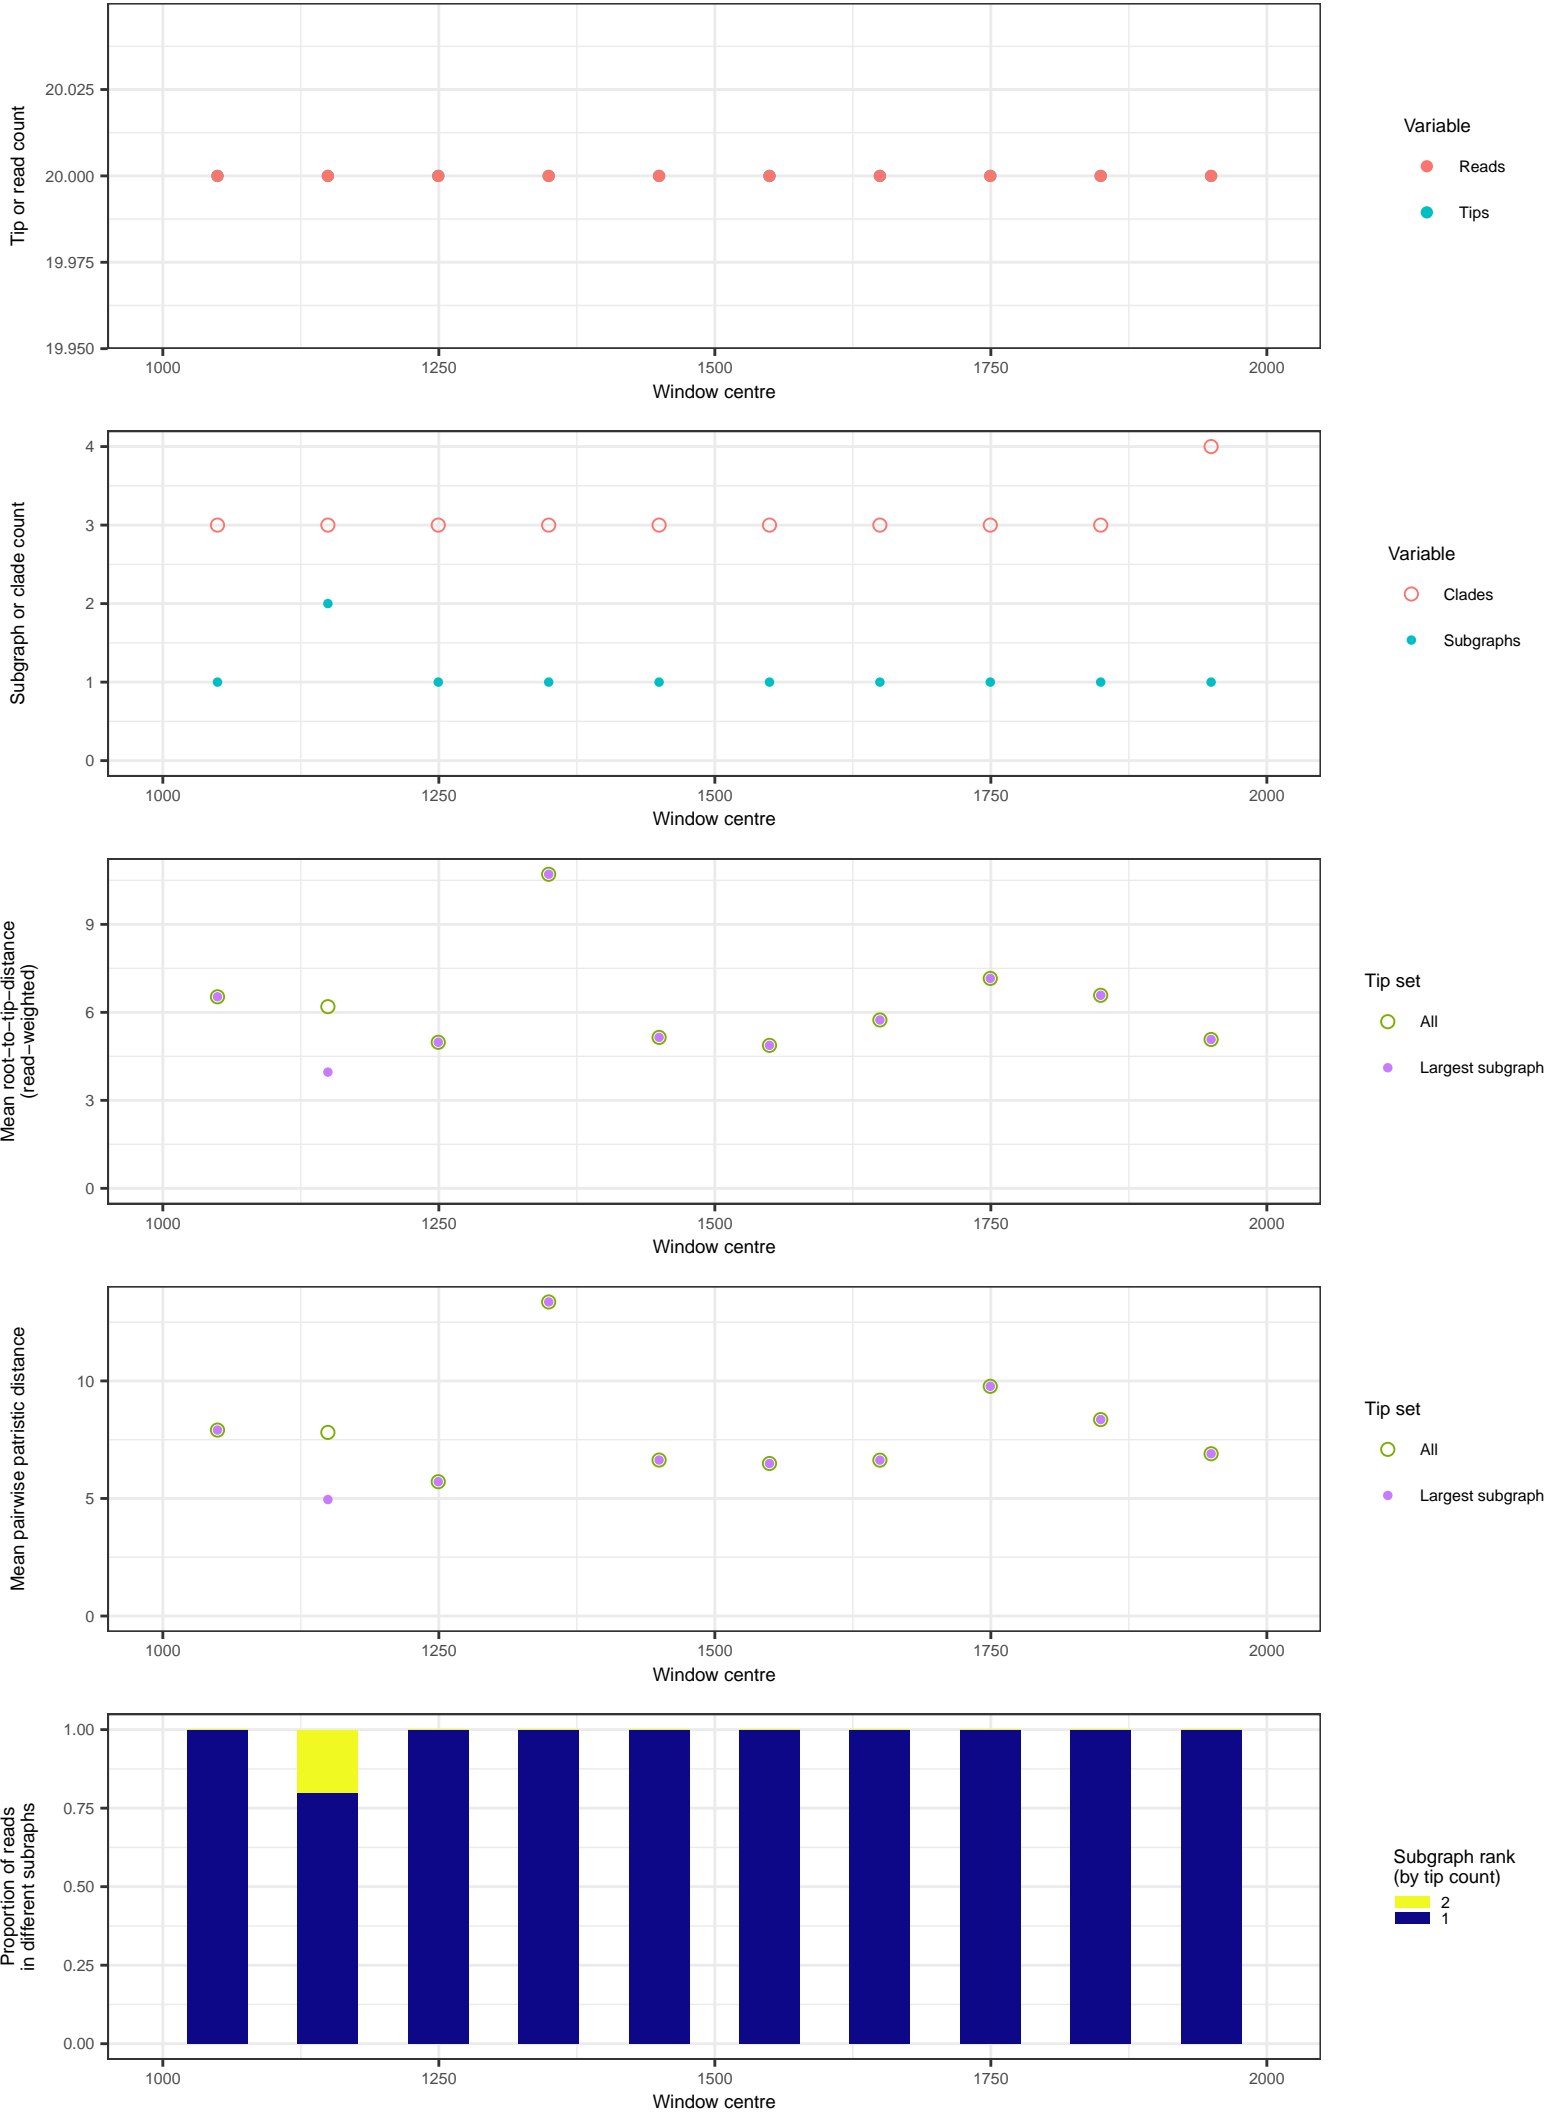 Tip or read count
20.025
20.000
19.975
19.950
1000 1250 1500 1750 2000
Window centre
Variable
Reads
Tips
Subgraph or clade count
4
3
2
1
0
1000 1250 1500 1750 2000
Window centre
Variable
Clades
Subgraphs
Mean root−to−tip−distance
(read−weighted)
9
6
3
0
1000 1250 1500 1750 2000
Window centre
Tip set
All
Largest subgraph
Mean pairwise patristic distance
10
5
0
1000 1250 1500 1750 2000
Window centre
Tip set
All
Largest subgraph
Proportion of reads
in different subraphs
1.00
0.75
0.50
0.25
0.00
1000 1250 1500 1750 2000
Window centre
Subgraph rank
(by tip count)
2
1